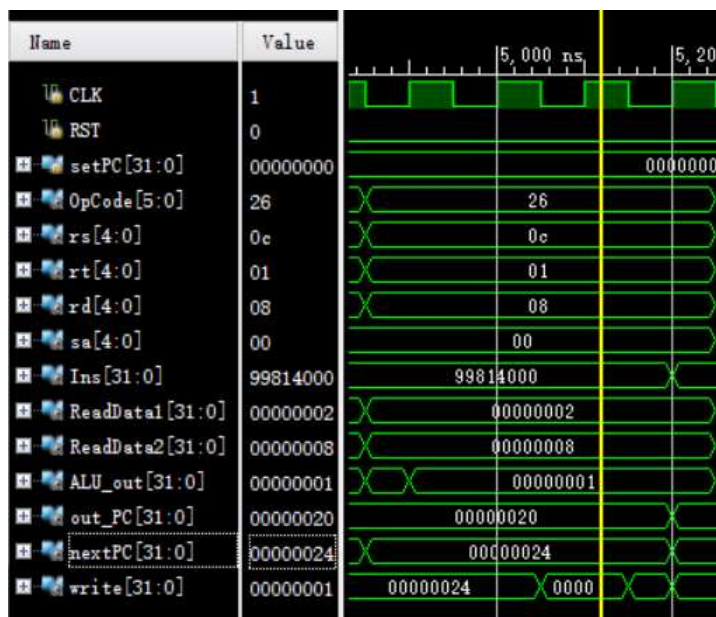 Name Value
5,000 ns 5,20
CLK 1
RST 0
setPC[31:0] 00000000 0000000
OpCode[5:0] 26 26
rs[4:0] 0c 0c
rt[4:0] 01 01
rd[4:0] 08 08
sa[4:0] 00 00
Ins[31:0] 99814000 99814000
ReadData1[31:0] 00000002 00000002
ReadData2[31:0] 00000008 00000008
ALU_out[31:0] 00000001 00000001
out_PC[31:0] 00000020 00000020
nextPC[31:0] 00000024 00000024
write[31:0] 00000001 00000024 0000